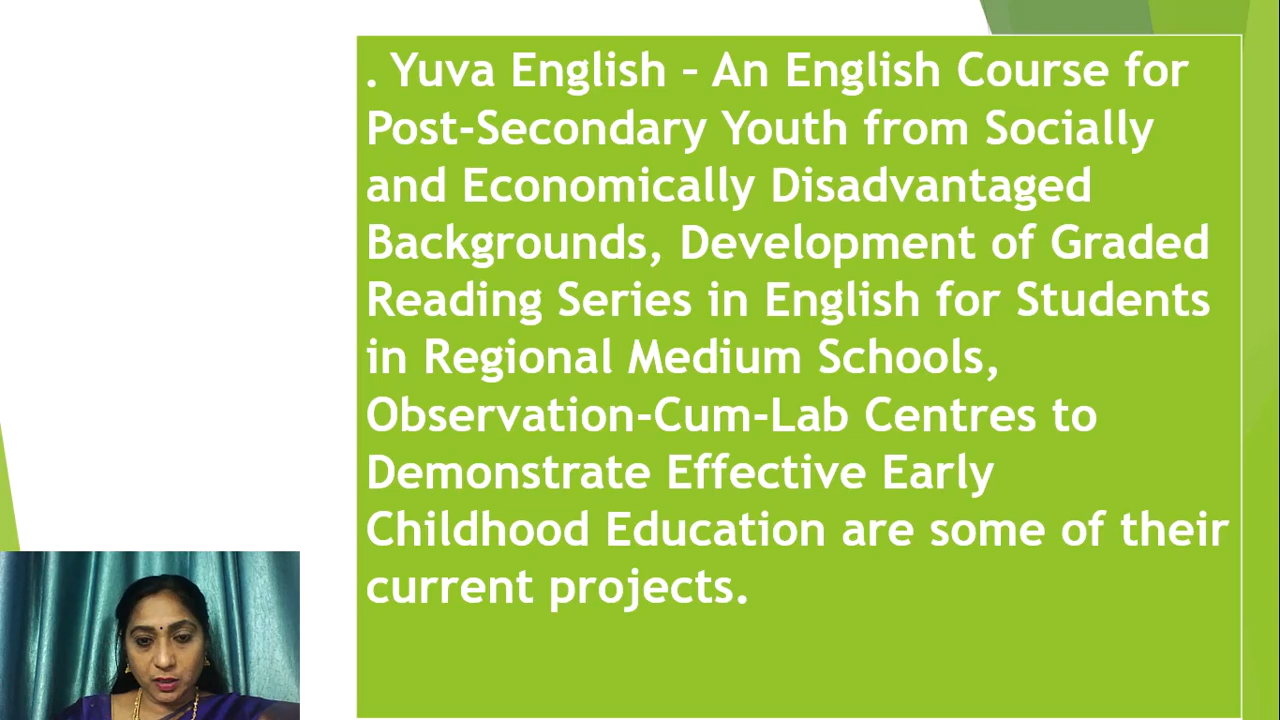 . Yuva English – An English Course for
Post-Secondary Youth from Socially
and Economically Disadvantaged
Backgrounds, Development of Graded
Reading Series in English for Students
in Regional Medium Schools,
Observation-Cum-Lab Centres to
Demonstrate Effective Early
Childhood Education are some of their
current projects.